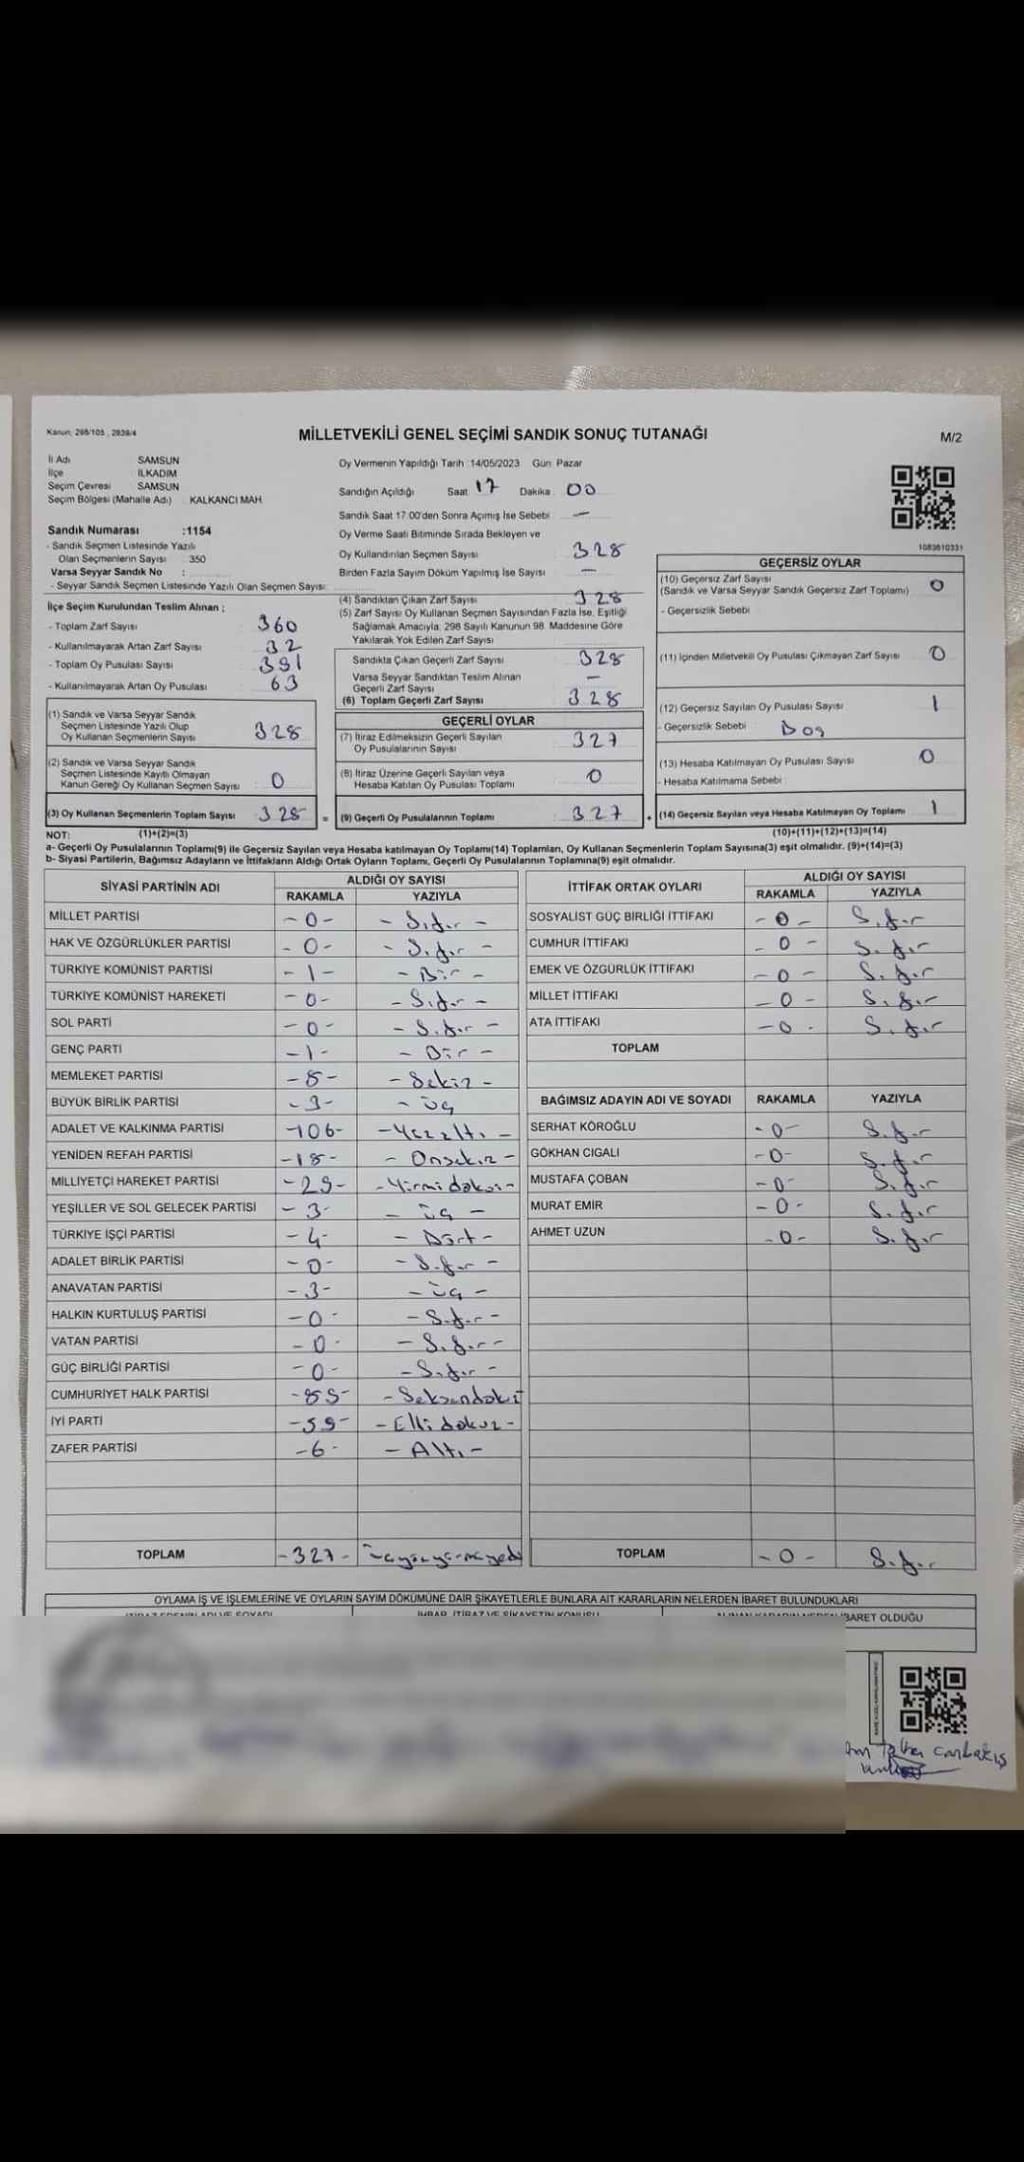 Kanun: 298/105 , 2839/4
MİLLETVEKİLİ GENEL SEÇİMİ SANDIK SONUÇ TUTANAĞI
M/2
İl Adı SAMSUN
İlçe İLKADIM
Seçim Çevresi SAMSUN
Seçim Bölgesi (Mahalle Adı) KALKANCI MAH.
Sandık Numarası :1154
- Sandık Seçmen Listesinde Yazılı
Olan Seçmenlerin Sayısı 350
Varsa Seyyar Sandık No :
- Seyyar Sandık Seçmen Listesinde Yazılı Olan Seçmen Sayısı:
Oy Vermenin Yapıldığı Tarih :14/05/2023 Gün: Pazar
Sandığın Açıldığı Saat 17 Dakika 00
Sandık Saat 17.00'den Sonra Açımış İse Sebebi —
Oy Verme Saati Bitiminde Sırada Bekleyen ve
Oy Kullandırılan Seçmen Sayısı 328
Birden Fazla Sayım Döküm Yapılmış İse Sayısı —
1083610331
İlçe Seçim Kurulundan Teslim Alınan ;
- Toplam Zarf Sayısı 360
- Kullanılmayarak Artan Zarf Sayısı 32
- Toplam Oy Pusulası Sayısı 391
- Kullanılmayarak Artan Oy Pusulası 63
(1) Sandık ve Varsa Seyyar Sandık
Seçmen Listesinde Yazılı Olup
Oy Kullanan Seçmenlerin Sayısı 328
(2) Sandık ve Varsa Seyyar Sandık
Seçmen Listesinde Kayıtlı Olmayan
Kanun Gereği Oy Kullanan Seçmen Sayısı 0
(3) Oy Kullanan Seçmenlerin Toplam Sayısı 328 =
(4) Sandıktan Çıkan Zarf Sayısı 328
(5) Zarf Sayısı Oy Kullanan Seçmen Sayısından Fazla İse, Eşitliği
Sağlamak Amacıyla, 298 Sayılı Kanunun 98. Maddesine Göre
Yakılarak Yok Edilen Zarf Sayısı
Sandıkta Çıkan Geçerli Zarf Sayısı 328
Varsa Seyyar Sandıktan Teslim Alınan
Geçerli Zarf Sayısı —
(6) Toplam Geçerli Zarf Sayısı 328
GEÇERLİ OYLAR
(7) İtiraz Edilmeksizin Geçerli Sayılan
Oy Pusulalarının Sayısı 327
(8) İtiraz Üzerine Geçerli Sayılan veya
Hesaba Katılan Oy Pusulası Toplamı 0
(9) Geçerli Oy Pusulalarının Toplamı 327 +
GEÇERSİZ OYLAR
(10) Geçersiz Zarf Sayısı 0
(Sandık ve Varsa Seyyar Sandık Geçersiz Zarf Toplamı)
- Geçersizlik Sebebi
(11) İçinden Milletvekili Oy Pusulası Çıkmayan Zarf Sayısı 0
(12) Geçersiz Sayılan Oy Pusulası Sayısı 1
- Geçersizlik Sebebi Boş
(13) Hesaba Katılmayan Oy Pusulası Sayısı 0
- Hesaba Katılmama Sebebi :
(14) Geçersiz Sayılan veya Hesaba Katılmayan Oy Toplamı 1
NOT: (1)+(2)=(3)
(10)+(11)+(12)+(13)=(14)
a- Geçerli Oy Pusulalarının Toplamı(9) ile Geçersiz Sayılan veya Hesaba katılmayan Oy Toplamı(14) Toplamları, Oy Kullanan Seçmenlerin Toplam Sayısına(3) eşit olmalıdır. (9)+(14)=(3)
b- Siyasi Partilerin, Bağımsız Adayların ve İttifakların Aldığı Ortak Oyların Toplamı, Geçerli Oy Pusulalarının Toplamına(9) eşit olmalıdır.
SİYASİ PARTİNİN ADI ALDIĞI OY SAYISI
RAKAMLA YAZIYLA
MİLLET PARTİSİ -0- - Sıfır -
HAK VE ÖZGÜRLÜKLER PARTİSİ -0- - Sıfır -
TÜRKİYE KOMÜNİST PARTİSİ -1- - Bir -
TÜRKİYE KOMÜNİST HAREKETİ -0- - Sıfır -
SOL PARTİ -0- - Sıfır -
GENÇ PARTİ -1- - Bir -
MEMLEKET PARTİSİ -8- - Sekiz -
BÜYÜK BİRLİK PARTİSİ -3- - üç
ADALET VE KALKINMA PARTİSİ -106- - Yüzaltı -
YENİDEN REFAH PARTİSİ -18- - Onsekiz -
MİLLİYETÇİ HAREKET PARTİSİ -29- - Yirmidokuz -
YEŞİLLER VE SOL GELECEK PARTİSİ -3- - üç -
TÜRKİYE İŞÇİ PARTİSİ -4- - Dört -
ADALET BİRLİK PARTİSİ -0- - Sıfır -
ANAVATAN PARTİSİ -3- - üç -
HALKIN KURTULUŞ PARTİSİ -0- - Sıfır -
VATAN PARTİSİ -0- - Sıfır -
GÜÇ BİRLİĞİ PARTİSİ -0- - Sıfır -
CUMHURİYET HALK PARTİSİ -89- - Seksendoku
İYİ PARTİ -59- - Elli dokuz -
ZAFER PARTİSİ -6- - Altı -
TOPLAM -327- üçyüzyirmiyedi
İTTİFAK ORTAK OYLARI ALDIĞI OY SAYISI
RAKAMLA YAZIYLA
SOSYALİST GÜÇ BİRLİĞİ İTTİFAKI -0- Sıfır
CUMHUR İTTİFAKI -0- Sıfır
EMEK VE ÖZGÜRLÜK İTTİFAKI -0- Sıfır
MİLLET İTTİFAKI -0- Sıfır
ATA İTTİFAKI -0- Sıfır
TOPLAM
BAĞIMSIZ ADAYIN ADI VE SOYADI RAKAMLA YAZIYLA
SERHAT KÖROĞLU -0- Sıfır
GÖKHAN CIGALI -0- Sıfır
MUSTAFA ÇOBAN -0- Sıfır
MURAT EMİR -0- Sıfır
AHMET UZUN -0- Sıfır
TOPLAM -0- Sıfır
OYLAMA İŞ VE İŞLEMLERİNE VE OYLARIN SAYIM DÖKÜMÜNE DAİR ŞİKAYETLERLE BUNLARA AİT KARARLARIN NELERDEN İBARET BULUNDUKLARI
İTİRAZ EDENİN ADI VE SOYADI İHBAR, İTİRAZ VE ŞİKAYETİN KONUSU İBARET OLDUĞU